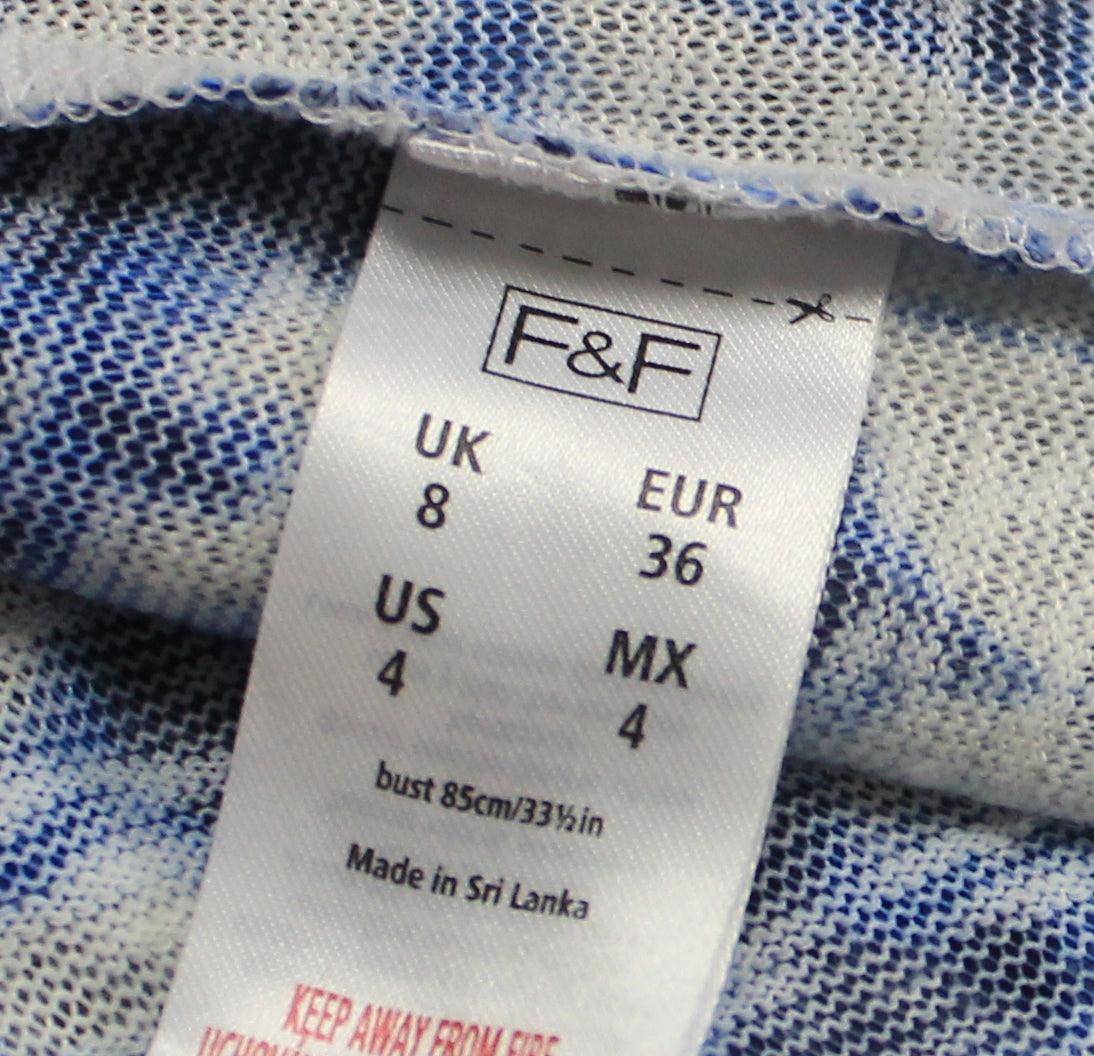 F&F
UK
8
EUR
36
US
4
MX
4
bust 85cm/33½in
Made in Sri Lanka
KEEP AWAY FROM FIRE